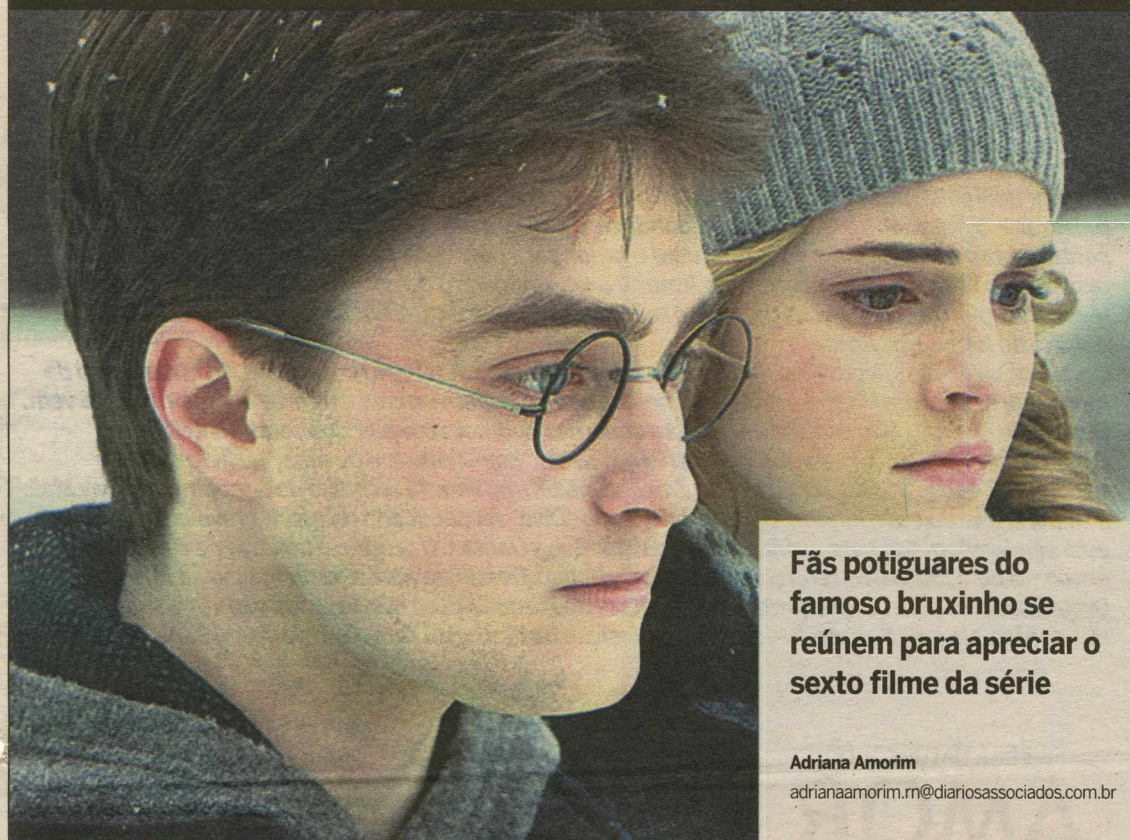 Fãs potiguares do
famoso bruxinho se
reúnem para apreciar o
sexto filme da série
Adriana Amorim
adrianaamorim.rn@diariosassociados.com.br